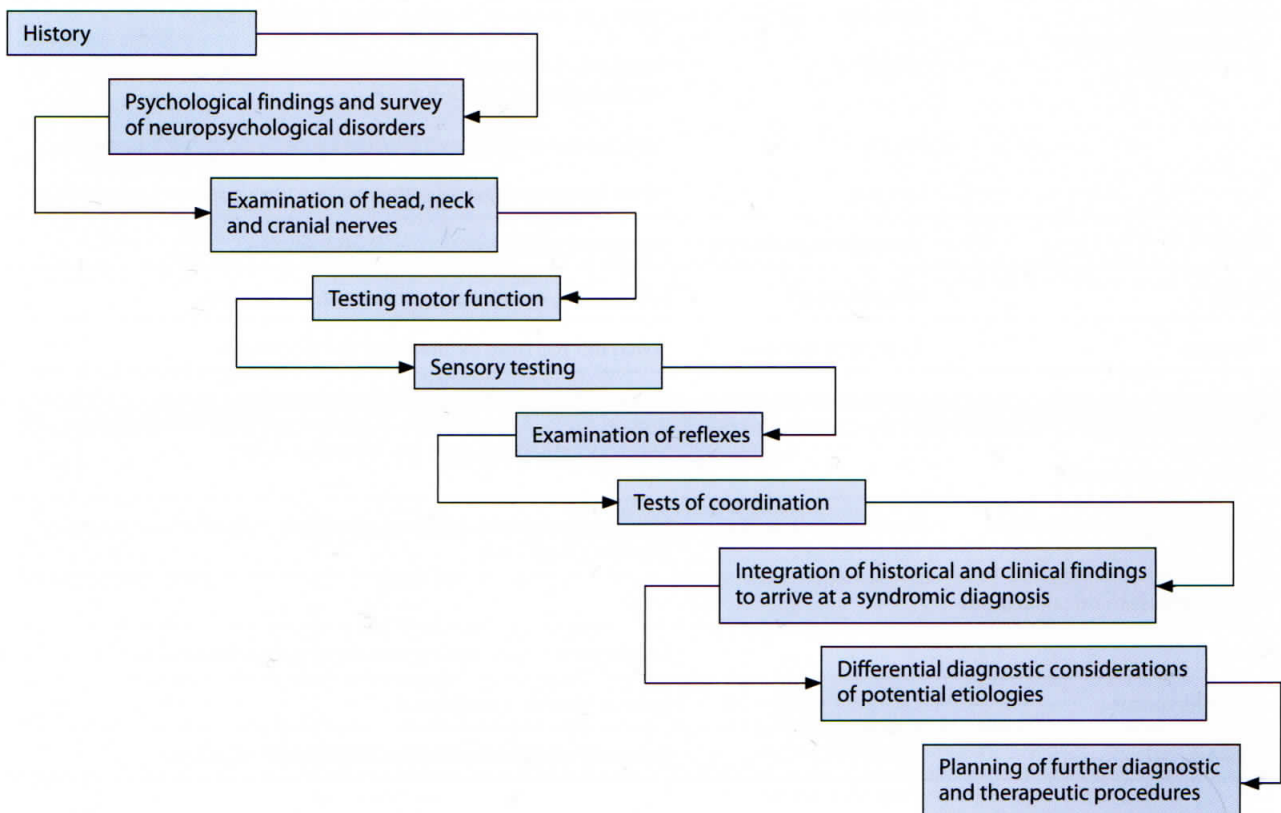 History
Psychological findings and survey
of neuropsychological disorders
Examination of head, neck
and cranial nerves
Testing motor function
Sensory testing
Examination of reflexes
Tests of coordination
Integration of historical and clinical findings
to arrive at a syndromic diagnosis
Differential diagnostic considerations
of potential etiologies
Planning of further diagnostic
and therapeutic procedures